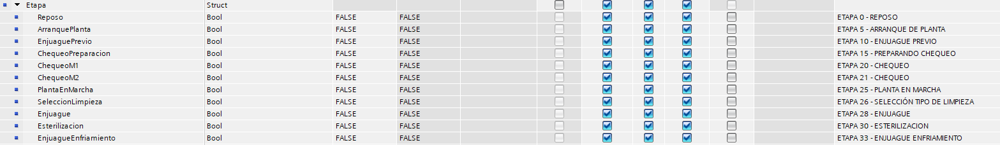 Etapa Struct
Reposo Bool FALSE FALSE ETAPA 0 - REPOSO
ArranquePlanta Bool FALSE FALSE ETAPA 5 - ARRANQUE DE PLANTA
EnjuaguePrevio Bool FALSE FALSE ETAPA 10 - ENJUAGUE PREVIO
ChequeoPreparacion Bool FALSE FALSE ETAPA 15 - PREPARANDO CHEQUEO
ChequeoM1 Bool FALSE FALSE ETAPA 20 - CHEQUEO
ChequeoM2 Bool FALSE FALSE ETAPA 21 - CHEQUEO
PlantaEnMarcha Bool FALSE FALSE ETAPA 25 - PLANTA EN MARCHA
SeleccionLimpieza Bool FALSE FALSE ETAPA 26 - SELECCIÓN TIPO DE LIMPIEZA
Enjuague Bool FALSE FALSE ETAPA 28 - ENJUAGUE
Esterilizacion Bool FALSE FALSE ETAPA 30 - ESTERILIZACION
EnjuagueEnfriamiento Bool FALSE FALSE ETAPA 33 - ENJUAGUE ENFRIAMIENTO